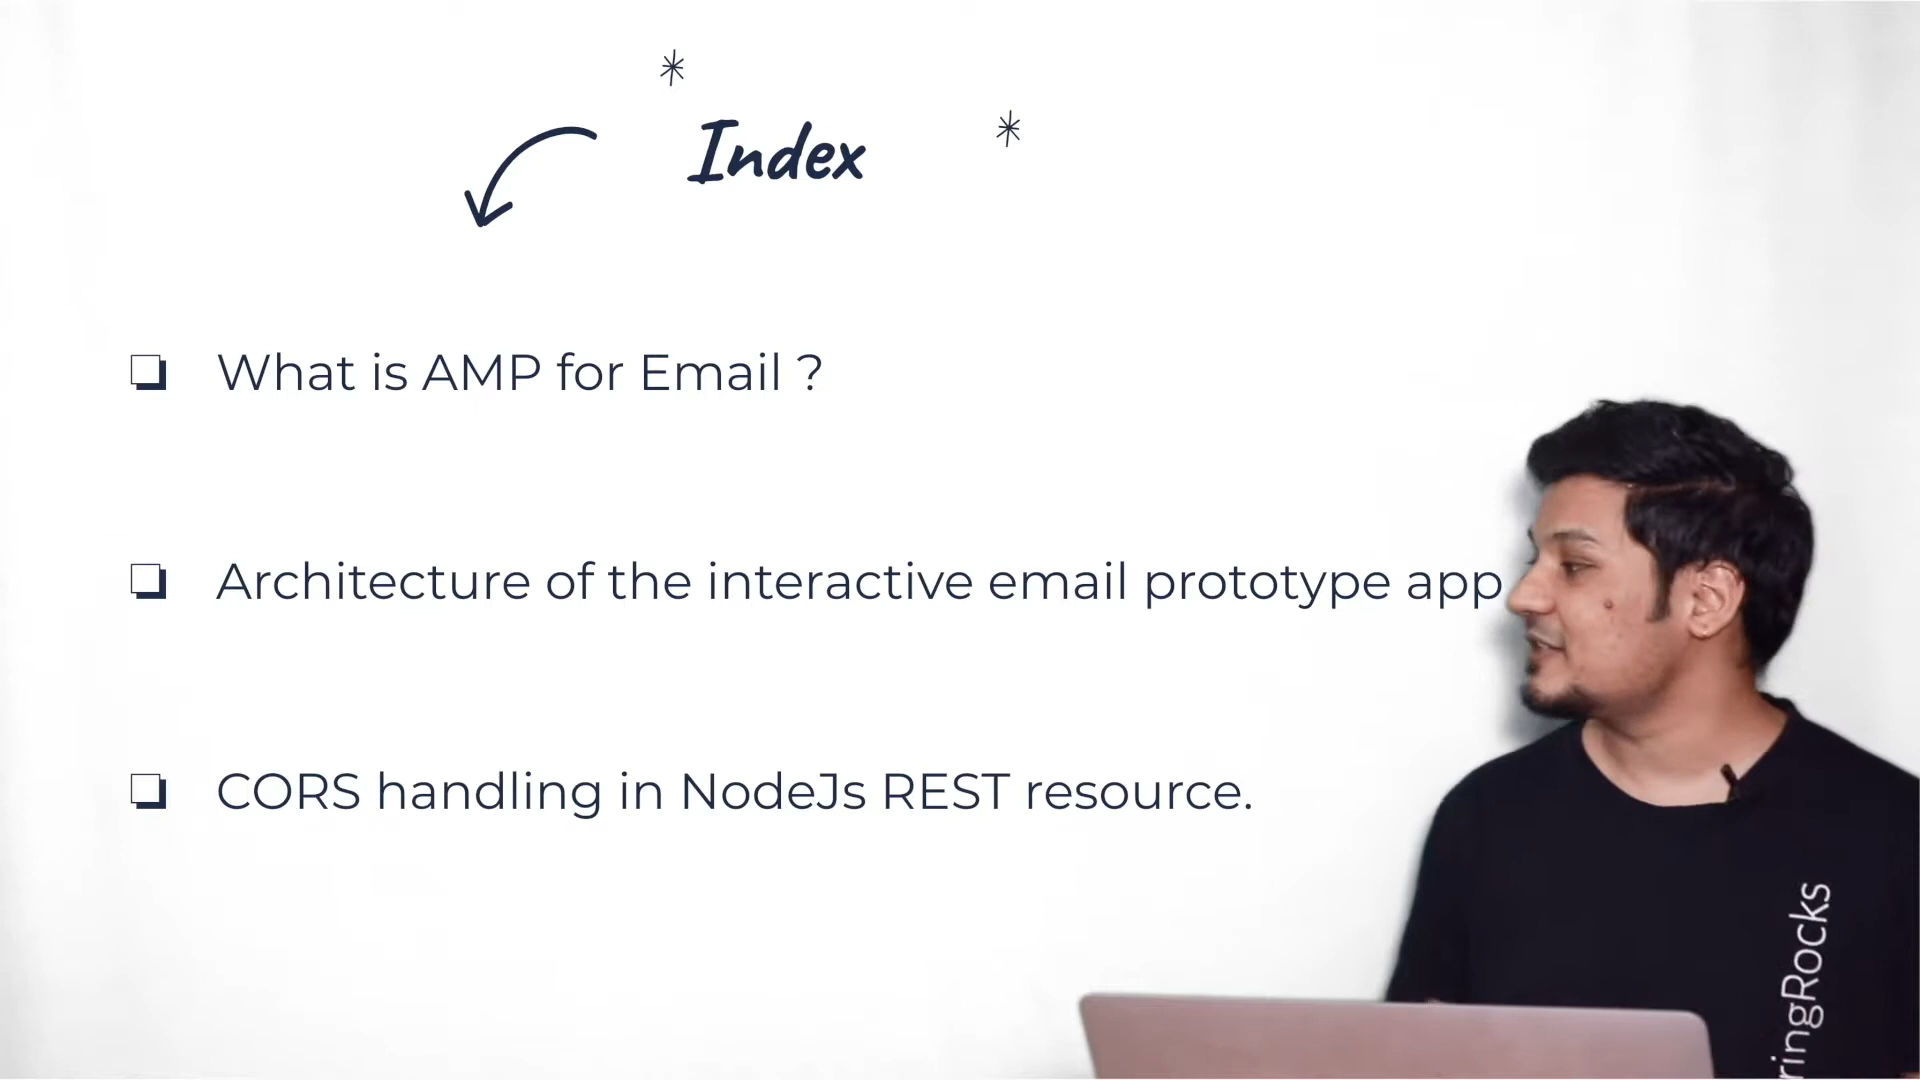 Index
What is AMP for Email ?
Architecture of the interactive email prototype app
CORS handling in NodeJs REST resource.
ringRocks